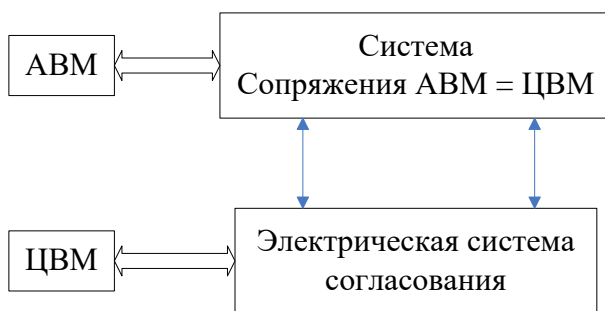 АВМ
Система
Сопряжения АВМ = ЦВМ
ЦВМ
Электрическая система
согласования